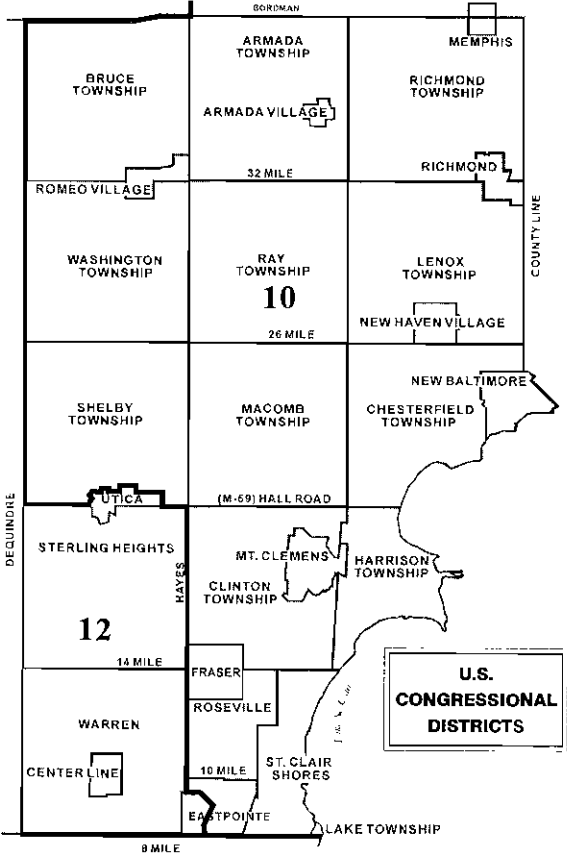 BORDMAN
ARMADA
TOWNSHIP
MEMPHIS
BRUCE
TOWNSHIP
RICHMOND
TOWNSHIP
ARMADA VILLAGE
RICHMOND
32 MILE
ROMEO VILLAGE
COUNTY LINE
WASHINGTON
TOWNSHIP
RAY
TOWNSHIP
LENOX
TOWNSHIP
10
NEW HAVEN VILLAGE
26 MILE
NEW BALTIMORE
SHELBY
TOWNSHIP
MACOMB
TOWNSHIP
CHESTERFIELD
TOWNSHIP
UTICA
(M-59) HALL ROAD
DEQUINDRE
STERLING HEIGHTS
HAYES
MT. CLEMENS
HARRISON
TOWNSHIP
CLINTON
TOWNSHIP
12
14 MILE
FRASER
U.S.
CONGRESSIONAL
DISTRICTS
ROSEVILLE
WARREN
ST. CLAIR
SHORES
CENTER LINE
10 MILE
EASTPOINTE
LAKE TOWNSHIP
8 MILE